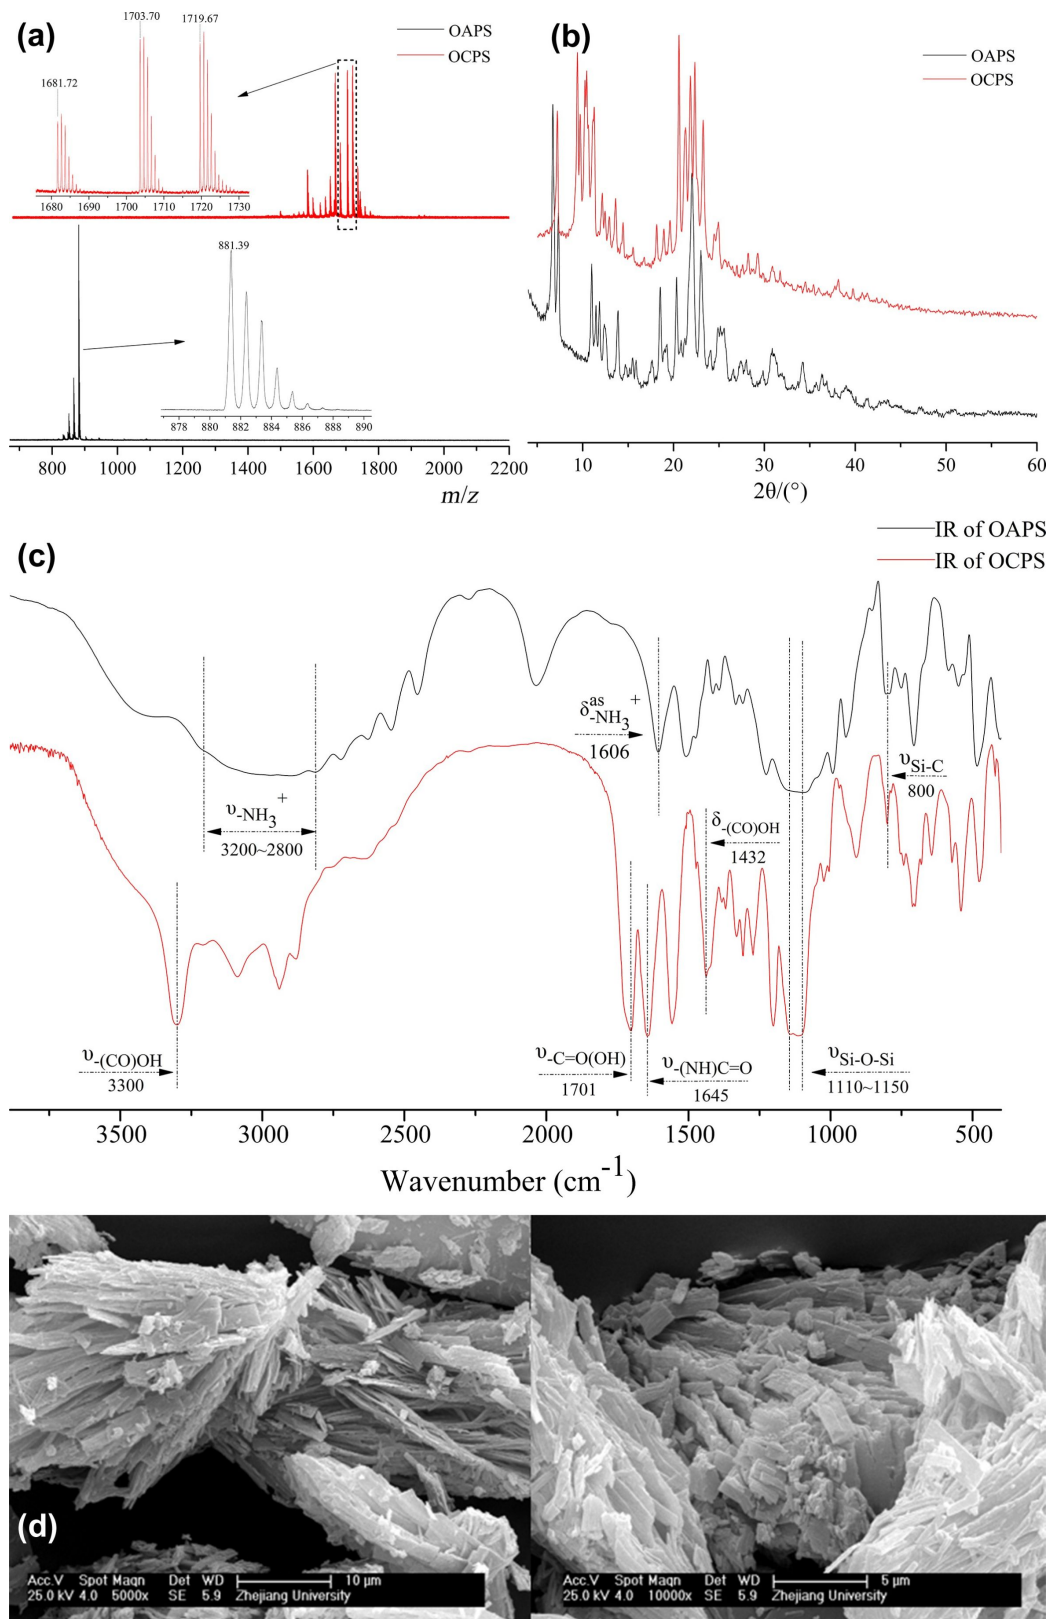 (a)
1703.70
1719.67
OAPS
OCPS
1681.72
1680 1690 1700 1710 1720 1730
881.39
878 880 882 884 886 888 890
800 1000 1200 1400 1600 1800 2000 2200
m/z
(b)
OAPS
OCPS
10 20 30 40 50 60
2θ/(°)
(c)
IR of OAPS
IR of OCPS
δas-NH3+
1606
υSi-C
800
υ-NH3+
3200~2800
δ-(CO)OH
1432
υ-(CO)OH
3300
υ-C=O(OH)
1701
υ-(NH)C=O
1645
υSi-O-Si
1110~1150
3500 3000 2500 2000 1500 1000 500
Wavenumber (cm-1)
(d)
Acc.V Spot Magn Det WD 10 μm
25.0 kV 4.0 5000x SE 5.9 Zhejiang University
Acc.V Spot Magn Det WD 5 μm
25.0 kV 4.0 10000x SE 5.9 Zhejiang University